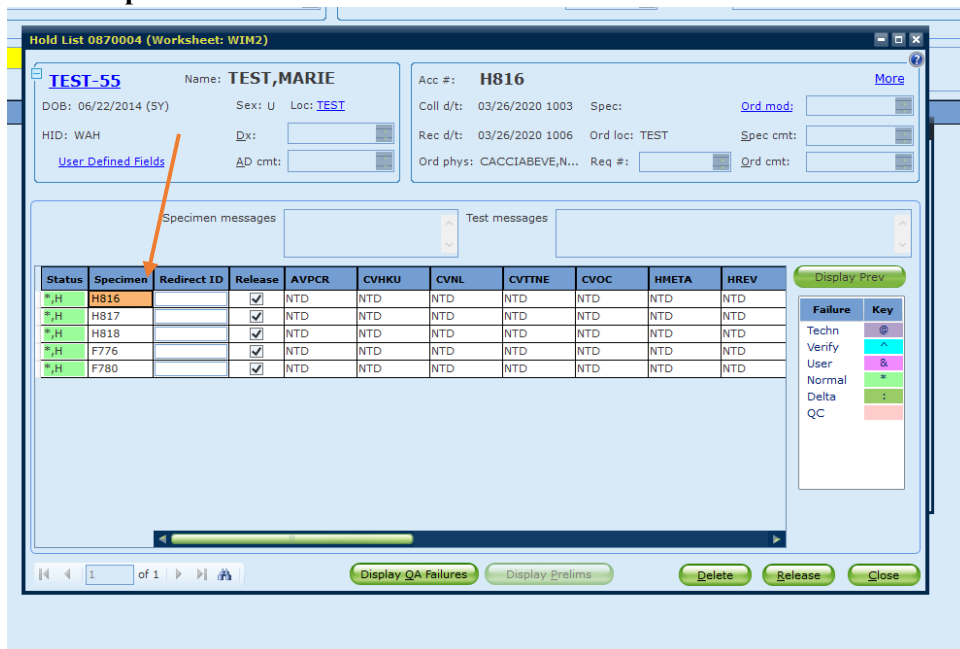 Hold List 0870004 (Worksheet: WIM2)
TEST-55 Name: TEST,MARIE Acc #: H816 More
DOB: 06/22/2014 (5Y) Sex: U Loc: TEST Coll d/t: 03/26/2020 1003 Spec: Ord mod:
HID: WAH Dx: Rec d/t: 03/26/2020 1006 Ord loc: TEST Spec cmt:
User Defined Fields AD cmt: Ord phys: CACCIABEVE,N... Req #: Ord cmt:
Specimen messages Test messages
Status Specimen Redirect ID Release AVPCR CVHKU CVNL CVTTNE CVOC HMETA HREV Display Prev
*,H H816 NTD NTD NTD NTD NTD NTD NTD
*,H H817 NTD NTD NTD NTD NTD NTD NTD
*,H H818 NTD NTD NTD NTD NTD NTD NTD
*,H F776 NTD NTD NTD NTD NTD NTD NTD
*,H F780 NTD NTD NTD NTD NTD NTD NTD
Failure Key
Techn @
Verify ^
User &
Normal *
Delta :
QC
1 of 1 Display QA Failures Display Prelims Delete Release Close